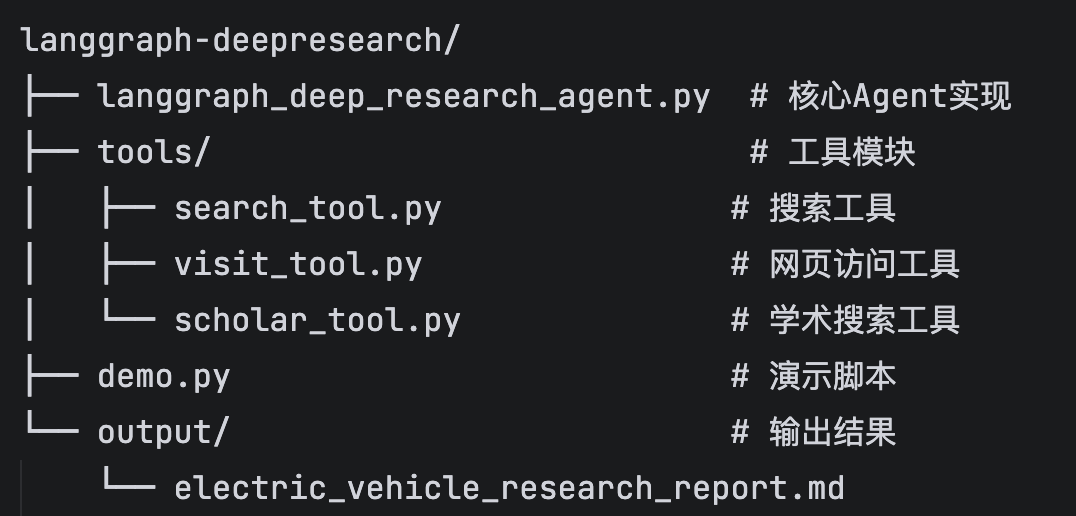 langgraph-deepresearch/
├── langgraph_deep_research_agent.py  # 核心Agent实现
├── tools/                            # 工具模块
│   ├── search_tool.py               # 搜索工具
│   ├── visit_tool.py                # 网页访问工具
│   └── scholar_tool.py              # 学术搜索工具
├── demo.py                          # 演示脚本
└── output/                          # 输出结果
    └── electric_vehicle_research_report.md